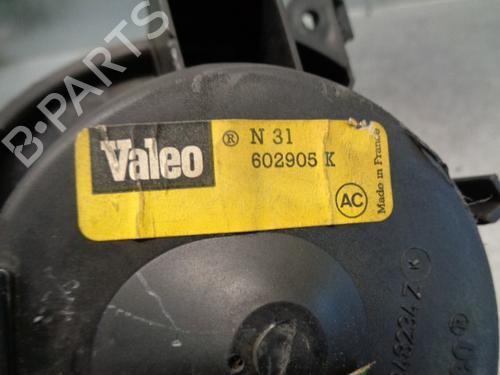 B-PARTS
Valeo
® N 31
602905 K
AC
Made in France